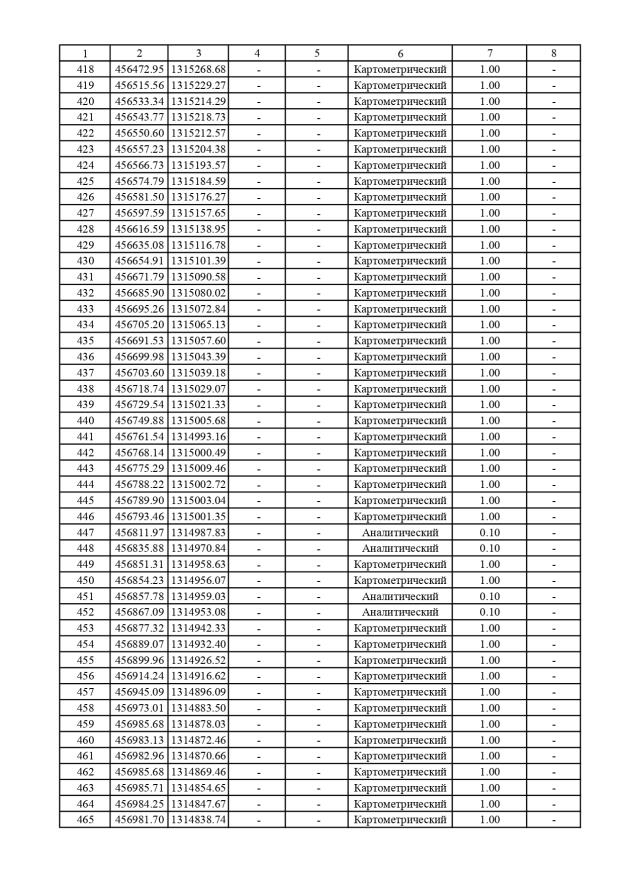 1 2 3 4 5 6 7 8
418 456472.95 1315268.68 - - Картометрический 1.00 -
419 456515.56 1315229.27 - - Картометрический 1.00 -
420 456533.34 1315214.29 - - Картометрический 1.00 -
421 456543.77 1315218.73 - - Картометрический 1.00 -
422 456550.60 1315212.57 - - Картометрический 1.00 -
423 456557.23 1315204.38 - - Картометрический 1.00 -
424 456566.73 1315193.57 - - Картометрический 1.00 -
425 456574.79 1315184.59 - - Картометрический 1.00 -
426 456581.50 1315176.27 - - Картометрический 1.00 -
427 456597.59 1315157.65 - - Картометрический 1.00 -
428 456616.59 1315138.95 - - Картометрический 1.00 -
429 456635.08 1315116.78 - - Картометрический 1.00 -
430 456654.91 1315101.39 - - Картометрический 1.00 -
431 456671.79 1315090.58 - - Картометрический 1.00 -
432 456685.90 1315080.02 - - Картометрический 1.00 -
433 456695.26 1315072.84 - - Картометрический 1.00 -
434 456705.20 1315065.13 - - Картометрический 1.00 -
435 456691.53 1315057.60 - - Картометрический 1.00 -
436 456699.98 1315043.39 - - Картометрический 1.00 -
437 456703.60 1315039.18 - - Картометрический 1.00 -
438 456718.74 1315029.07 - - Картометрический 1.00 -
439 456729.54 1315021.33 - - Картометрический 1.00 -
440 456749.88 1315005.68 - - Картометрический 1.00 -
441 456761.54 1314993.16 - - Картометрический 1.00 -
442 456768.14 1315000.49 - - Картометрический 1.00 -
443 456775.29 1315009.46 - - Картометрический 1.00 -
444 456788.22 1315002.72 - - Картометрический 1.00 -
445 456789.90 1315003.04 - - Картометрический 1.00 -
446 456793.46 1315001.35 - - Картометрический 1.00 -
447 456811.97 1314987.83 - - Аналитический 0.10 -
448 456835.88 1314970.84 - - Аналитический 0.10 -
449 456851.31 1314958.63 - - Картометрический 1.00 -
450 456854.23 1314956.07 - - Картометрический 1.00 -
451 456857.78 1314959.03 - - Аналитический 0.10 -
452 456867.09 1314953.08 - - Аналитический 0.10 -
453 456877.32 1314942.33 - - Картометрический 1.00 -
454 456889.07 1314932.40 - - Картометрический 1.00 -
455 456899.96 1314926.52 - - Картометрический 1.00 -
456 456914.24 1314916.62 - - Картометрический 1.00 -
457 456945.09 1314896.09 - - Картометрический 1.00 -
458 456973.01 1314883.50 - - Картометрический 1.00 -
459 456985.68 1314878.03 - - Картометрический 1.00 -
460 456983.13 1314872.46 - - Картометрический 1.00 -
461 456982.96 1314870.66 - - Картометрический 1.00 -
462 456985.68 1314869.46 - - Картометрический 1.00 -
463 456985.71 1314854.65 - - Картометрический 1.00 -
464 456984.25 1314847.67 - - Картометрический 1.00 -
465 456981.70 1314838.74 - - Картометрический 1.00 -